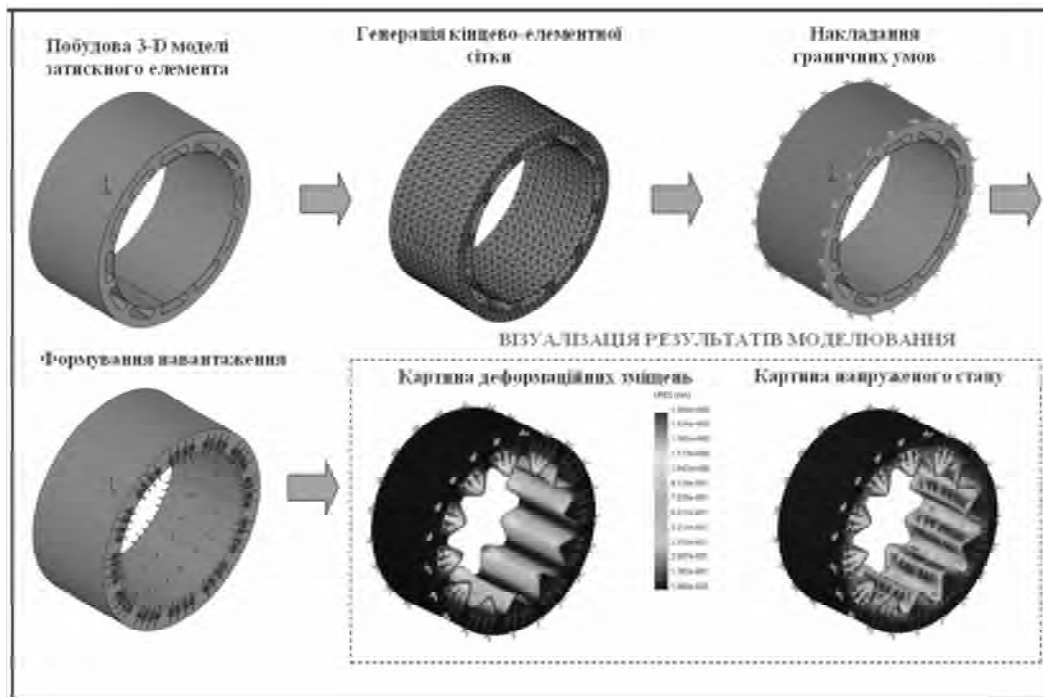 Побудова 3-D моделі
затискного елемента
Генерація кінцево-елементної
сітки
Накладання
граничних умов
Формування навантаження
ВІЗУАЛІЗАЦІЯ РЕЗУЛЬТАТІВ МОДЕЛЮВАННЯ
Картина деформаційних зміщень
Картина напруженого стану